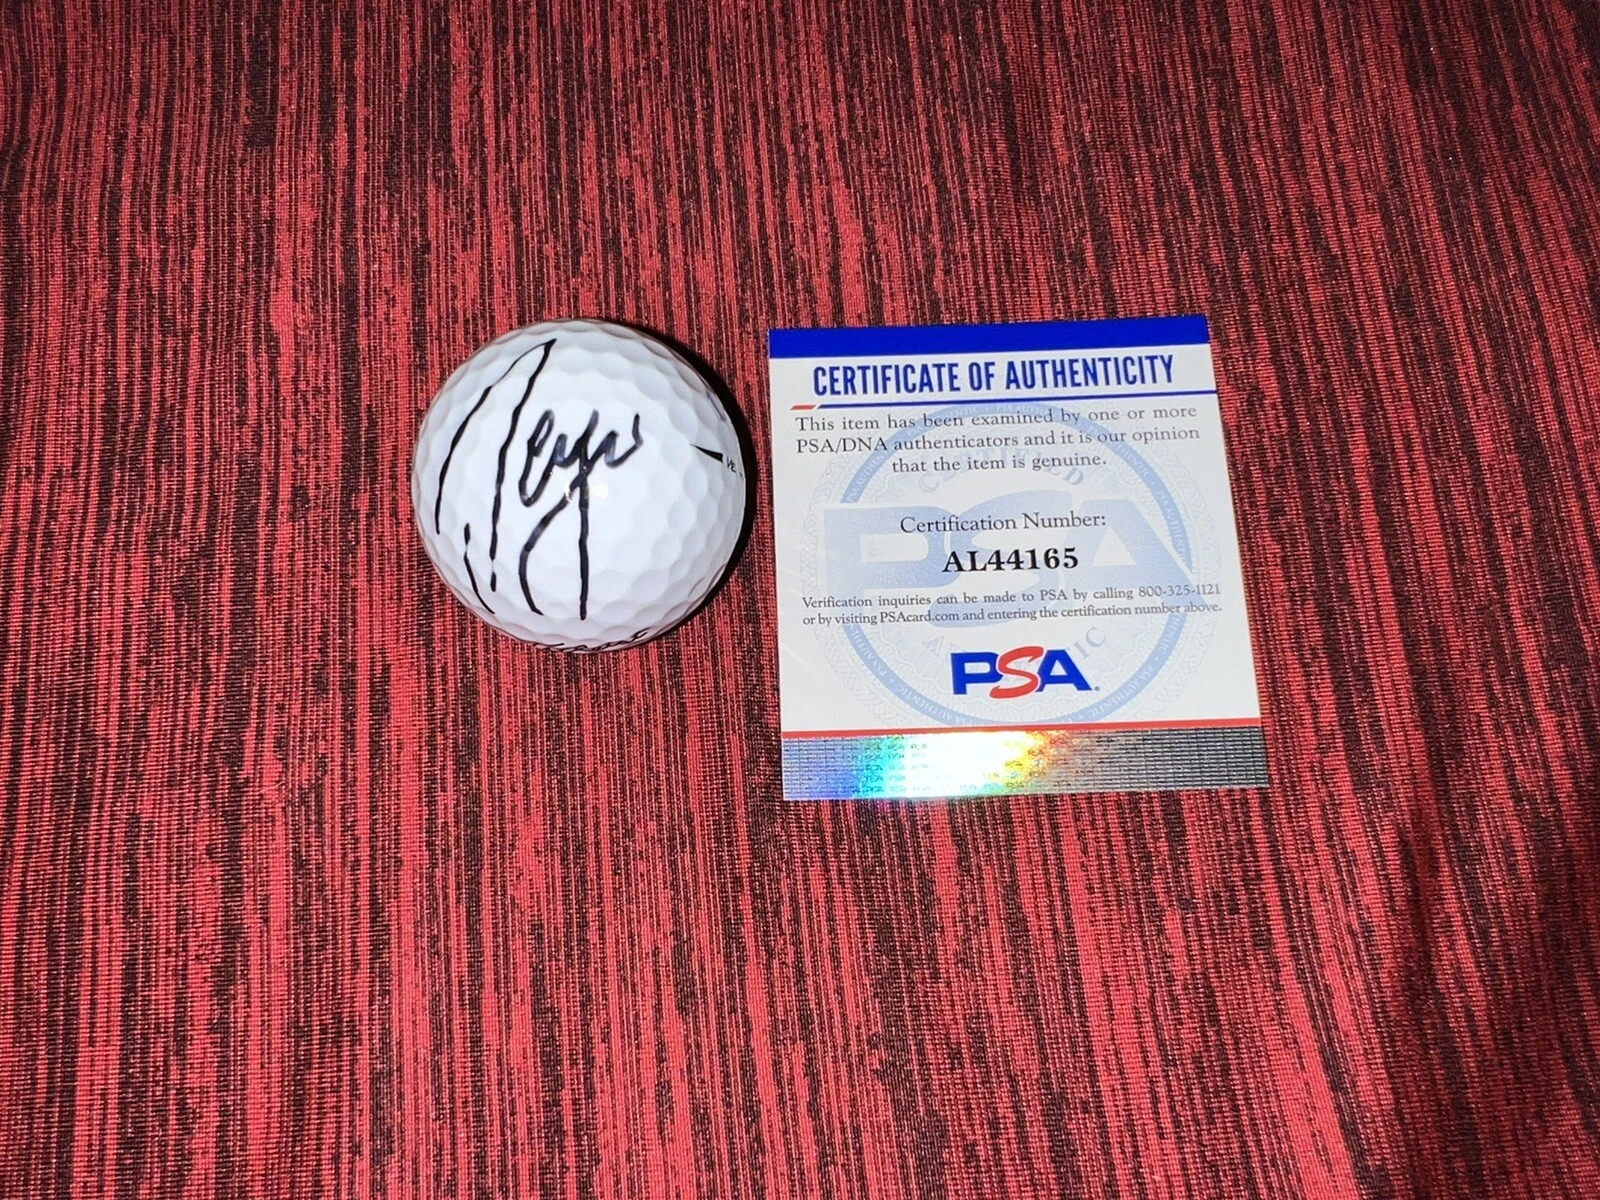 CERTIFICATE OF AUTHENTICITY
This item has been examined by one or more
PSA/DNA authenticators and it is our opinion
that the item is genuine.
Certification Number:
AL44165
Verification inquiries can be made to PSA by calling 800-325-1121
or by visiting PSAcard.com and entering the certification number above.
PSA